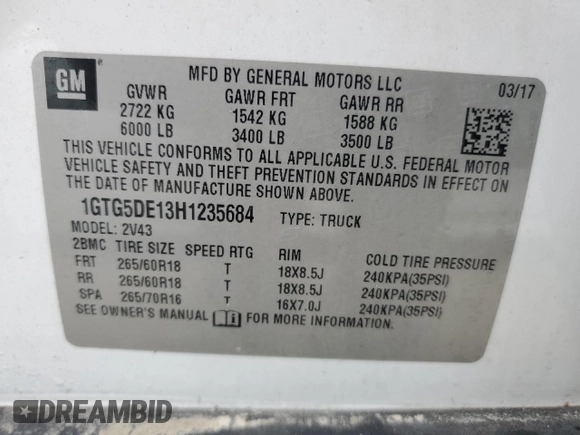 GM
MFD BY GENERAL MOTORS LLC
03/17
GVWR GAWR FRT GAWR RR
2722 KG 1542 KG 1588 KG
6000 LB 3400 LB 3500 LB
THIS VEHICLE CONFORMS TO ALL APPLICABLE U.S. FEDERAL MOTOR
VEHICLE SAFETY AND THEFT PREVENTION STANDARDS IN EFFECT ON
THE DATE OF MANUFACTURE SHOWN ABOVE.
1GTG5DE13H1235684 TYPE: TRUCK
MODEL: 2V43
2BMC TIRE SIZE SPEED RTG RIM COLD TIRE PRESSURE
FRT 265/60R18 T 18X8.5J 240KPA(35PSI)
RR 265/60R18 T 18X8.5J 240KPA(35PSI)
SPA 265/70R16 T 16X7.0J 240KPA(35PSI)
SEE OWNER'S MANUAL FOR MORE INFORMATION.
DREAMBID